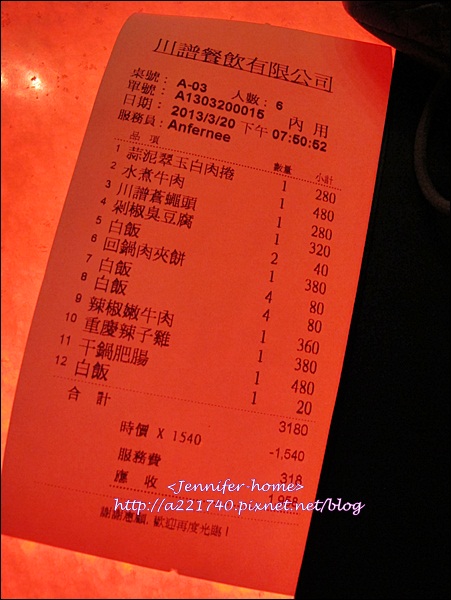 川譜餐飲有限公司
桌號: A-03 人數: 6
單號: A1303200015 內用
日期: 2013/3/20 下午 07:50:52
服務員: Anfernee
品項 數量 小計
1 蒜泥翠玉白肉捲 1 280
2 水煮牛肉 1 480
3 川譜蒼蠅頭 1 280
4 剁椒臭豆腐 1 320
5 白飯 2 40
6 回鍋肉夾餅 1 380
7 白飯 4 80
8 白飯 4 80
9 辣椒嫩牛肉 1 360
10 重慶辣子雞 1 380
11 干鍋肥腸 1 480
12 白飯 1 20
合計 3180
時價 X 1540 -1,540
服務費 318
應收 1,958
謝謝惠顧,歡迎再度光臨!
<Jennifer-home>
http://a221740.pixnet.net/blog